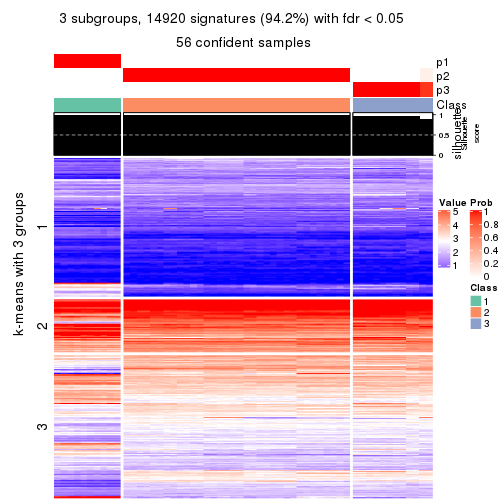 3 subgroups, 14920 signatures (94.2%) with fdr < 0.05
56 confident samples
p1
p2
p3
Class
1
0.5
0
silhouette
Silhouette
score
k-means with 3 groups
1
2
3
Value
5
4
3
2
1
Prob
1
0.8
0.6
0.4
0.2
0
Class
1
2
3